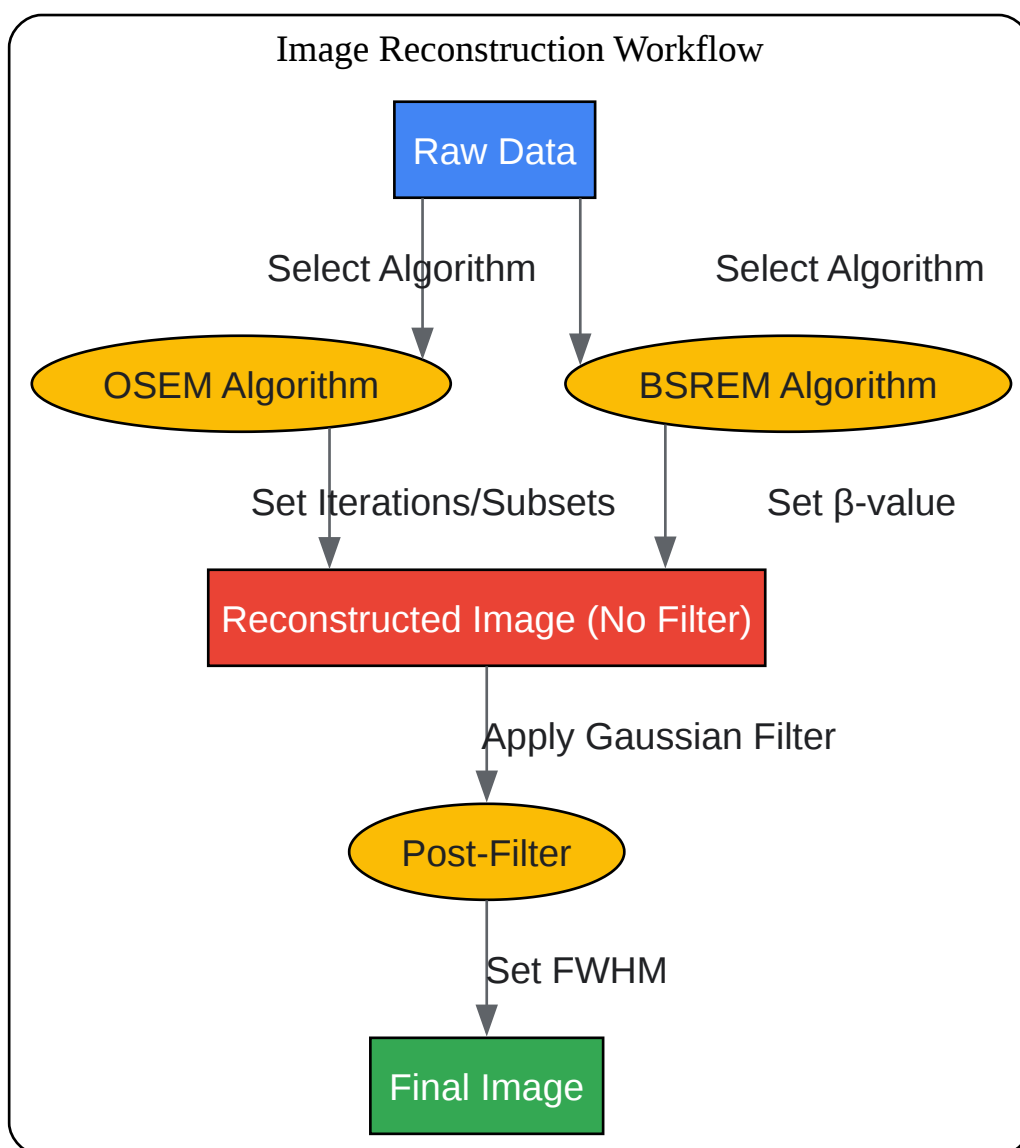 Image Reconstruction Workflow
Raw Data
Select Algorithm
Select Algorithm
OSEM Algorithm
BSREM Algorithm
Set Iterations/Subsets
Set β-value
Reconstructed Image (No Filter)
Apply Gaussian Filter
Post-Filter
Set FWHM
Final Image